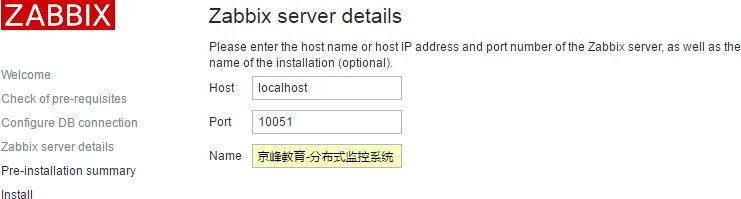 ZABBIX
Welcome
Check of pre-requisites
Configure DB connection
Zabbix server details
Pre-installation summary
Install
Zabbix server details
Please enter the host name or host IP address and port number of the Zabbix server, as well as the
name of the installation (optional).
Host localhost
Port 10051
Name 京峰教育-分布式监控系统